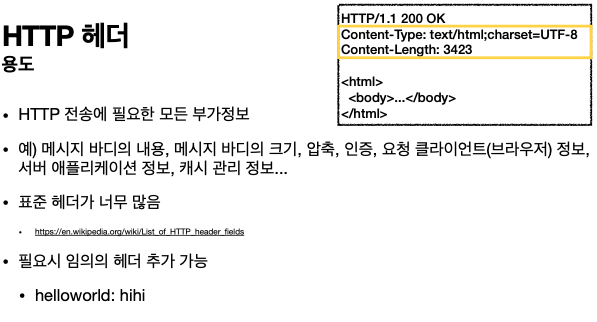 HTTP 헤더
용도
HTTP/1.1 200 OK
Content-Type: text/html;charset=UTF-8
Content-Length: 3423
<html>
<body>...</body>
</html>
• HTTP 전송에 필요한 모든 부가정보
• 예) 메시지 바디의 내용, 메시지 바디의 크기, 압축, 인증, 요청 클라이언트(브라우저) 정보,
서버 애플리케이션 정보, 캐시 관리 정보...
• 표준 헤더가 너무 많음
• https://en.wikipedia.org/wiki/List_of_HTTP_header_fields
• 필요시 임의의 헤더 추가 가능
• helloworld: hihi